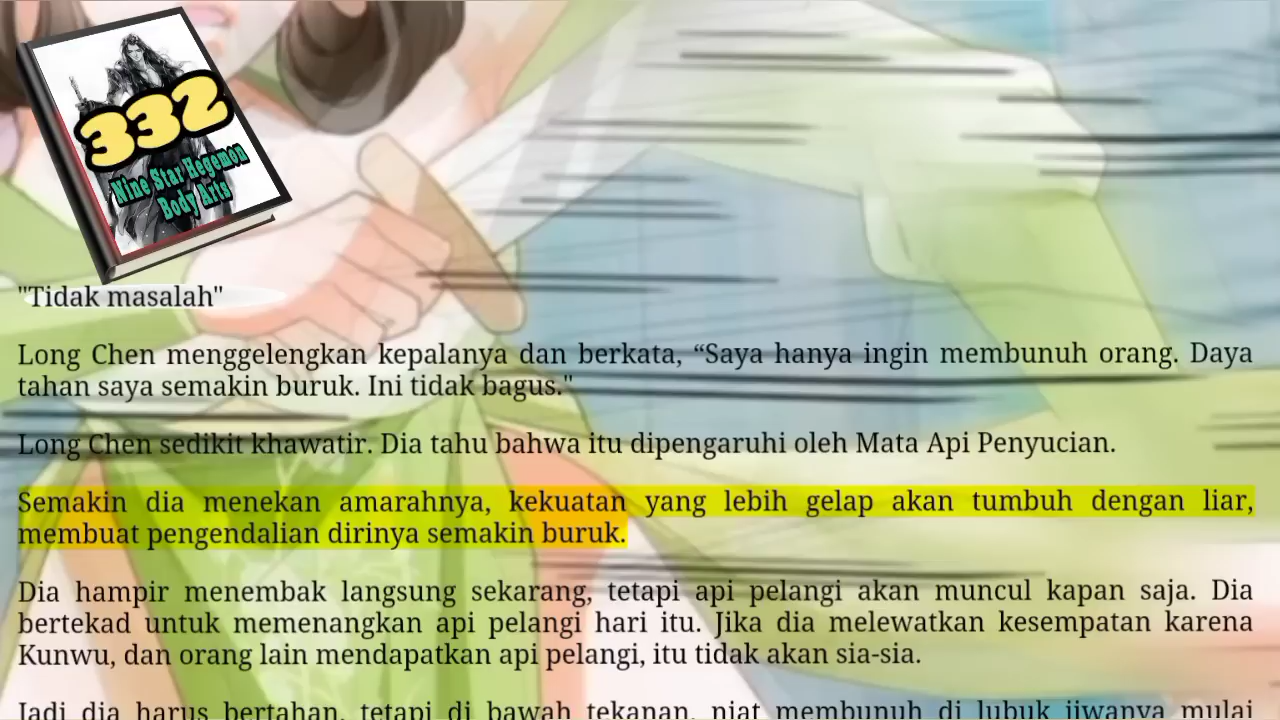 332
Nine Star Hegemon
Body Arts
"Tidak masalah"
Long Chen menggelengkan kepalanya dan berkata, “Saya hanya ingin membunuh orang. Daya
tahan saya semakin buruk. Ini tidak bagus."
Long Chen sedikit khawatir. Dia tahu bahwa itu dipengaruhi oleh Mata Api Penyucian.
Semakin dia menekan amarahnya, kekuatan yang lebih gelap akan tumbuh dengan liar,
membuat pengendalian dirinya semakin buruk.
Dia hampir menembak langsung sekarang, tetapi api pelangi akan muncul kapan saja. Dia
bertekad untuk memenangkan api pelangi hari itu. Jika dia melewatkan kesempatan karena
Kunwu, dan orang lain mendapatkan api pelangi, itu tidak akan sia-sia.
Jadi dia harus bertahan, tetapi di bawah tekanan, niat membunuh di lubuk jiwanya mulai